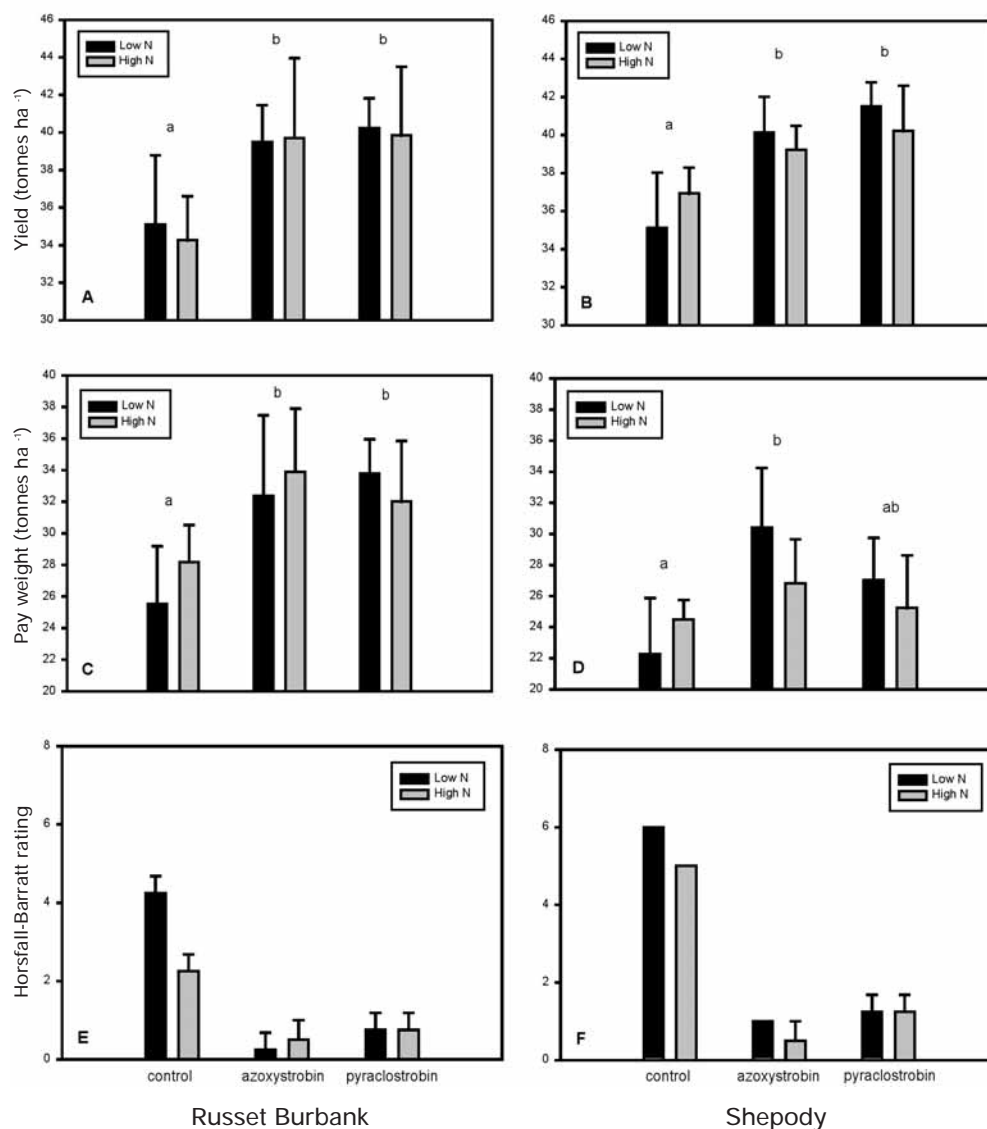 Yield (tonnes ha ⁻¹)
46
44
42
40
38
36
34
32
30
Low N
High N
a
b
b
A
46
44
42
40
38
36
34
32
30
Low N
High N
a
b
b
B
Pay weight (tonnes ha ⁻¹)
40
38
36
34
32
30
28
26
24
22
20
Low N
High N
a
b
b
C
40
38
36
34
32
30
28
26
24
22
20
Low N
High N
a
b
ab
D
Horsfall-Barratt rating
8
6
4
2
0
Low N
High N
E
control azoxystrobin pyraclostrobin
Russet Burbank
8
6
4
2
0
Low N
High N
F
control azoxystrobin pyraclostrobin
Shepody